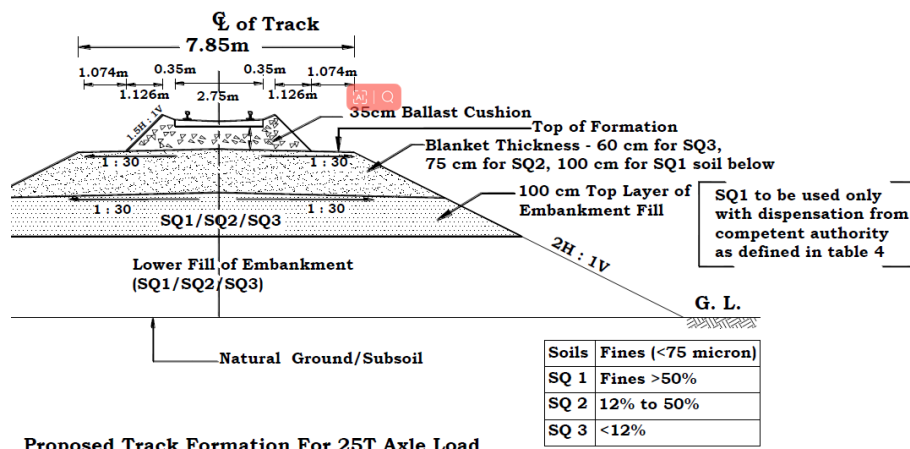 ℄ of Track
7.85m
1.074m 0.35m 0.35m 1.074m
1.126m 2.75m 1.126m
AI
1.5H : 1V
35cm Ballast Cushion
Top of Formation
1 : 30 1 : 30
Blanket Thickness - 60 cm for SQ3,
75 cm for SQ2, 100 cm for SQ1 soil below
1 : 30 1 : 30
100 cm Top Layer of
Embankment Fill
SQ1/SQ2/SQ3
SQ1 to be used only
with dispensation from
competent authority
as defined in table 4
2H : 1V
Lower Fill of Embankment
(SQ1/SQ2/SQ3)
G. L.
Natural Ground/Subsoil
Soils Fines (<75 micron)
SQ 1 Fines >50%
SQ 2 12% to 50%
SQ 3 <12%
Proposed Track Formation For 25T Axle Load